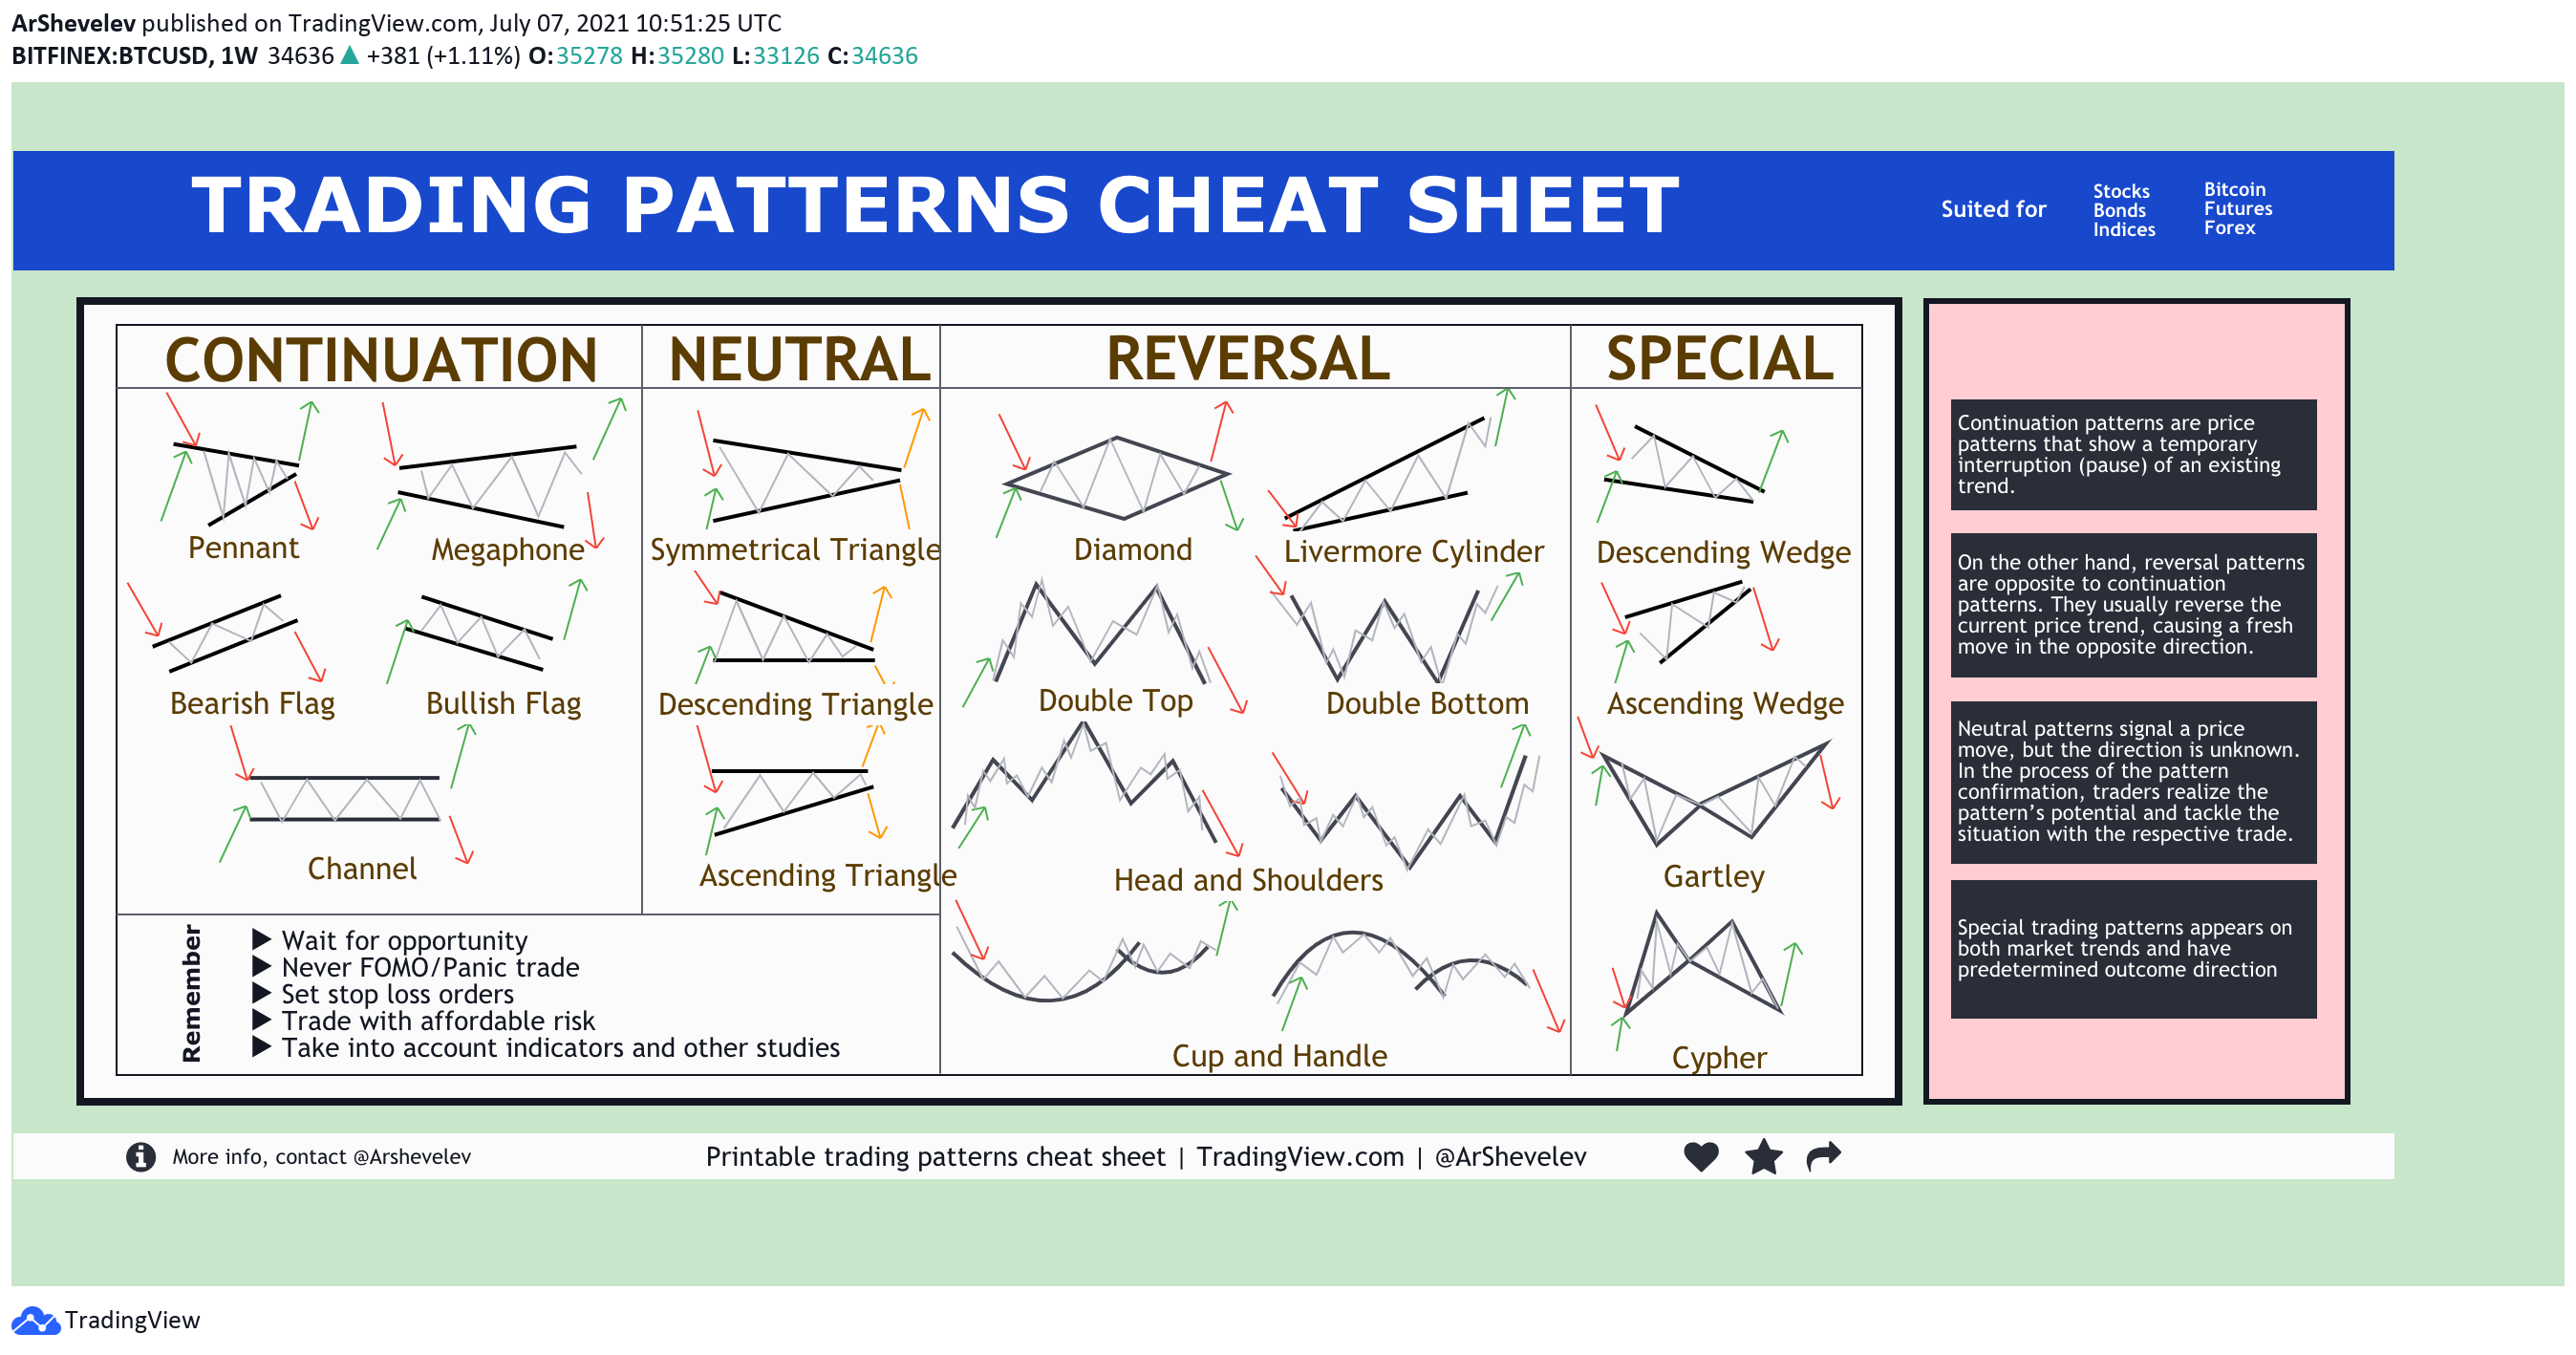 ArShevelev published on TradingView.com, July 07, 2021 10:51:25 UTC
BITFINEX:BTCUSD, 1W 34636 ▲ +381 (+1.11%) O:35278 H:35280 L:33126 C:34636
TRADING PATTERNS CHEAT SHEET
Suited for
Stocks
Bonds
Indices
Bitcoin
Futures
Forex
CONTINUATION
Pennant
Megaphone
Bearish Flag
Bullish Flag
Channel
NEUTRAL
Symmetrical Triangle
Descending Triangle
Ascending Triangle
REVERSAL
Diamond
Livermore Cylinder
Double Top
Double Bottom
Head and Shoulders
Cup and Handle
SPECIAL
Descending Wedge
Ascending Wedge
Gartley
Cypher
Remember
▶ Wait for opportunity
▶ Never FOMO/Panic trade
▶ Set stop loss orders
▶ Trade with affordable risk
▶ Take into account indicators and other studies
Continuation patterns are price
patterns that show a temporary
interruption (pause) of an existing
trend.
On the other hand, reversal patterns
are opposite to continuation
patterns. They usually reverse the
current price trend, causing a fresh
move in the opposite direction.
Neutral patterns signal a price
move, but the direction is unknown.
In the process of the pattern
confirmation, traders realize the
pattern’s potential and tackle the
situation with the respective trade.
Special trading patterns appears on
both market trends and have
predetermined outcome direction
More info, contact @Arshevelev
Printable trading patterns cheat sheet | TradingView.com | @ArShevelev
TradingView